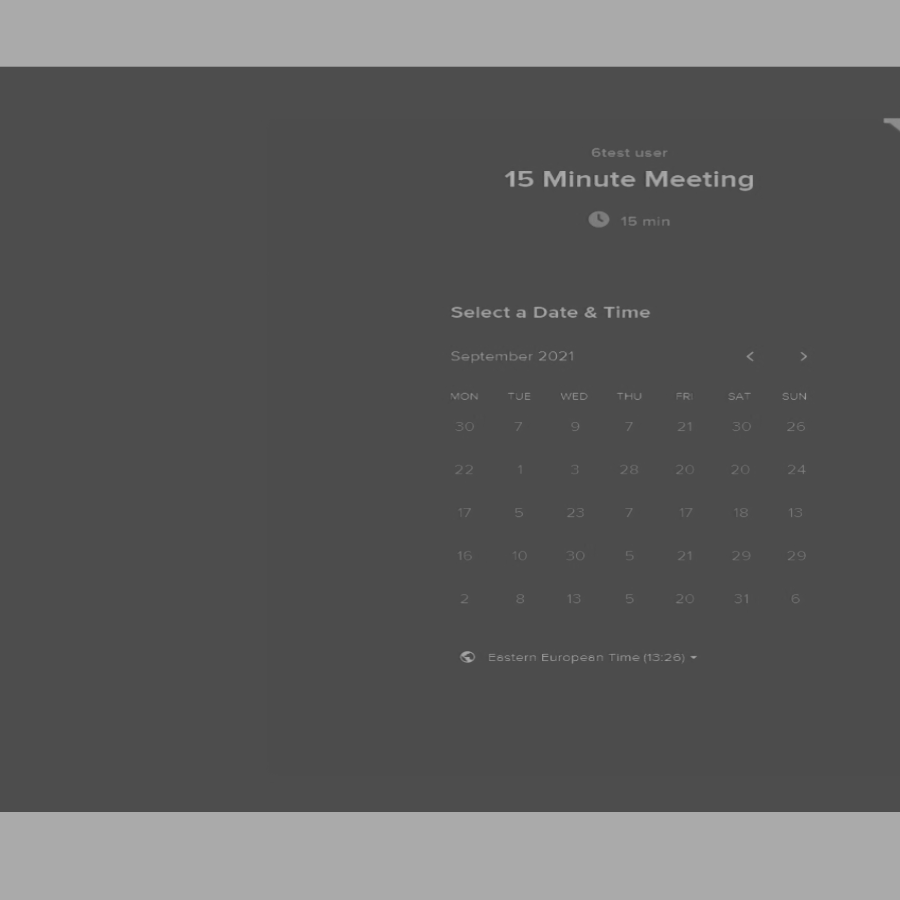 6test user
15 Minute Meeting
15 min
Select a Date & Time
September 2021
MON TUE WED THU FRI SAT SUN
30 7 9 7 21 30 26
22 1 3 28 20 20 24
17 5 23 7 17 18 13
16 10 30 5 21 29 29
2 8 13 5 20 31 6
Eastern European Time (13:26)